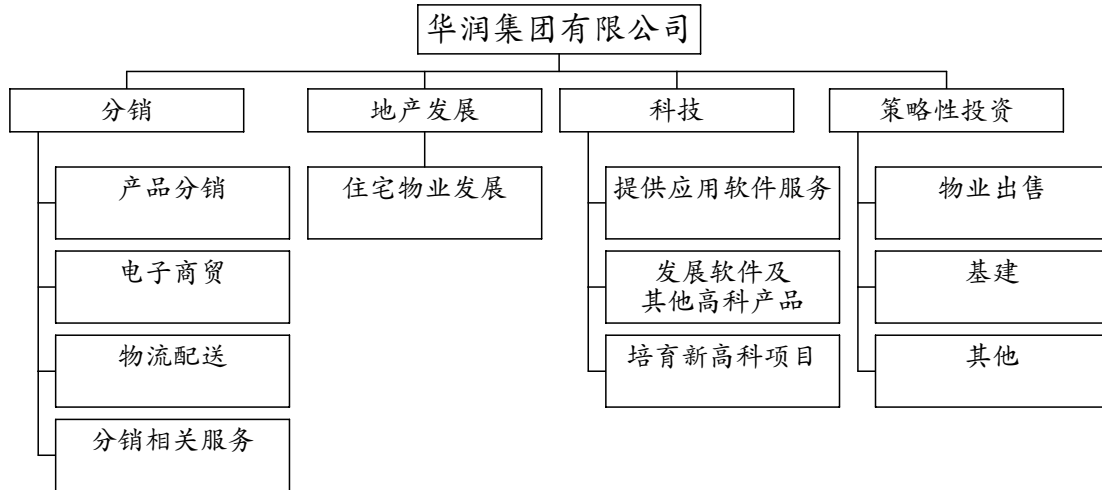 华润集团有限公司
分销
地产发展
科技
策略性投资
产品分销
住宅物业发展
提供应用软件服务
物业出售
电子商贸
发展软件及
其他高科产品
基建
物流配送
培育新高科项目
其他
分销相关服务